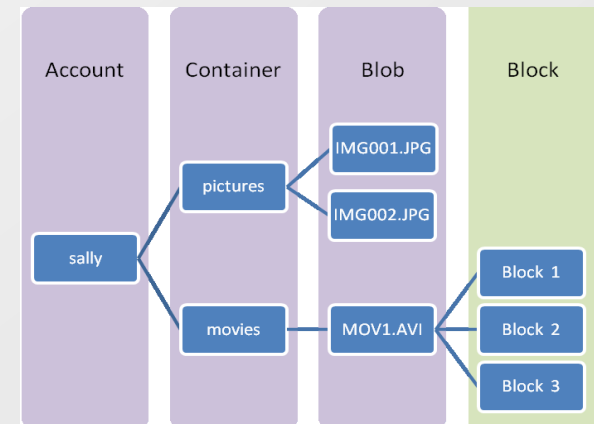 Account
Container
Blob
Block
IMG001.JPG
pictures
IMG002.JPG
sally
Block 1
movies
MOV1.AVI
Block 2
Block 3